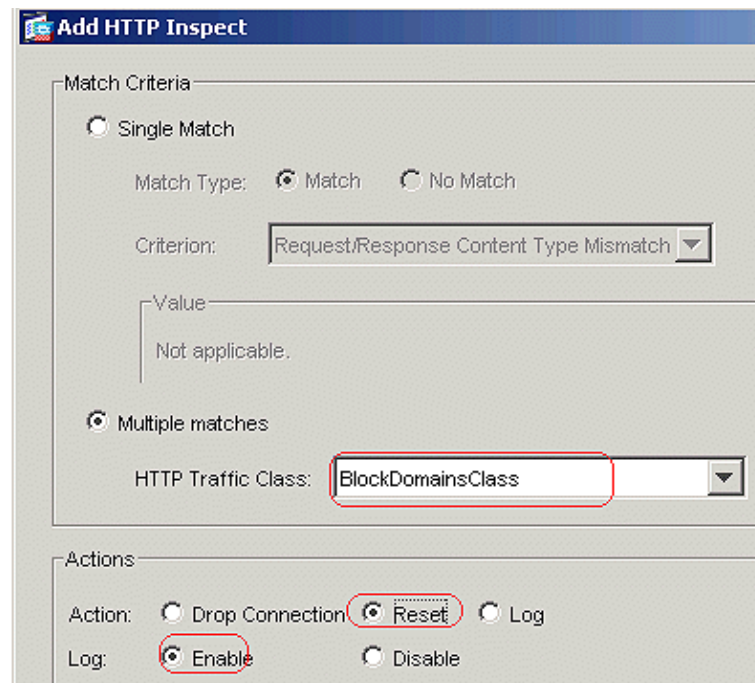 Add HTTP Inspect
Match Criteria
Single Match
Match Type: Match No Match
Criterion: Request/Response Content Type Mismatch
Value
Not applicable.
Multiple matches
HTTP Traffic Class: BlockDomainsClass
Actions
Action: Drop Connection Reset Log
Log: Enable Disable